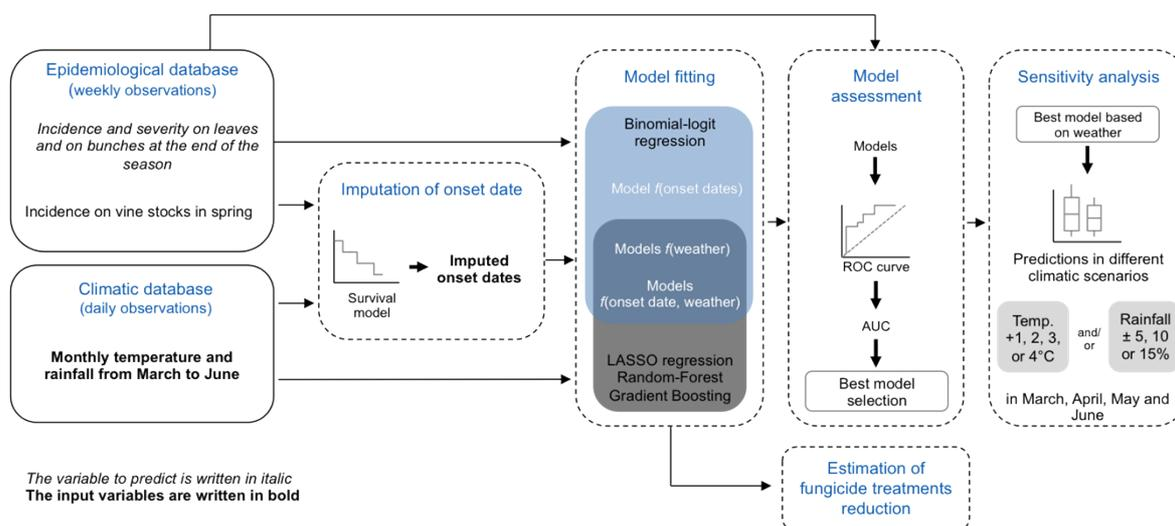 Epidemiological database
(weekly observations)
Incidence and severity on leaves
and on bunches at the end of the
season
Incidence on vine stocks in spring
Climatic database
(daily observations)
Monthly temperature and
rainfall from March to June
Imputation of onset date
Survival
model
Imputed
onset dates
Model fitting
Binomial-logit
regression
Model f(onset dates)
Models f(weather)
Models
f(onset date, weather)
LASSO regression
Random-Forest
Gradient Boosting
Model
assessment
Models
ROC curve
AUC
Best model
selection
Sensitivity analysis
Best model based
on weather
Predictions in different
climatic scenarios
Temp.
+1, 2, 3,
or 4°C
and/
or
Rainfall
± 5, 10
or 15%
in March, April, May and
June
Estimation of
fungicide treatments
reduction
The variable to predict is written in italic
The input variables are written in bold